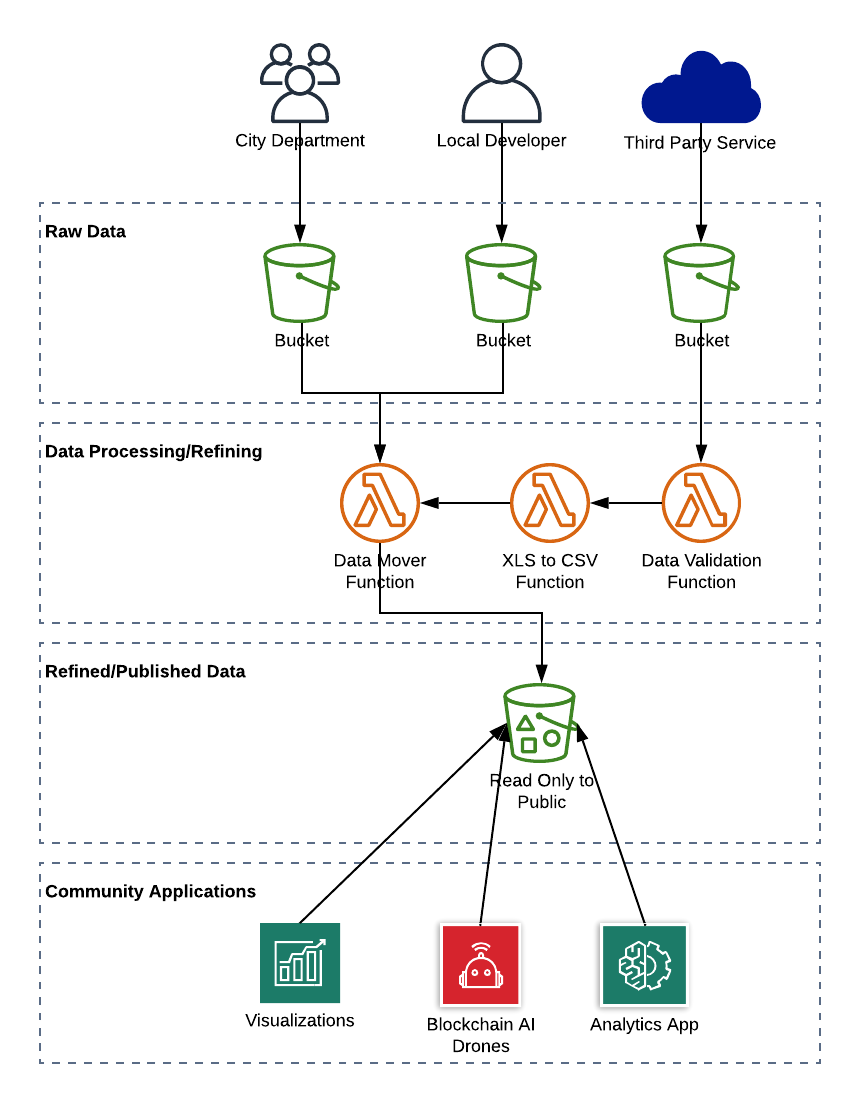 City Department
Local Developer
Third Party Service
Raw Data
Bucket
Bucket
Bucket
Data Processing/Refining
Data Mover
Function
XLS to CSV
Function
Data Validation
Function
Refined/Published Data
Read Only to
Public
Community Applications
Visualizations
Blockchain AI
Drones
Analytics App